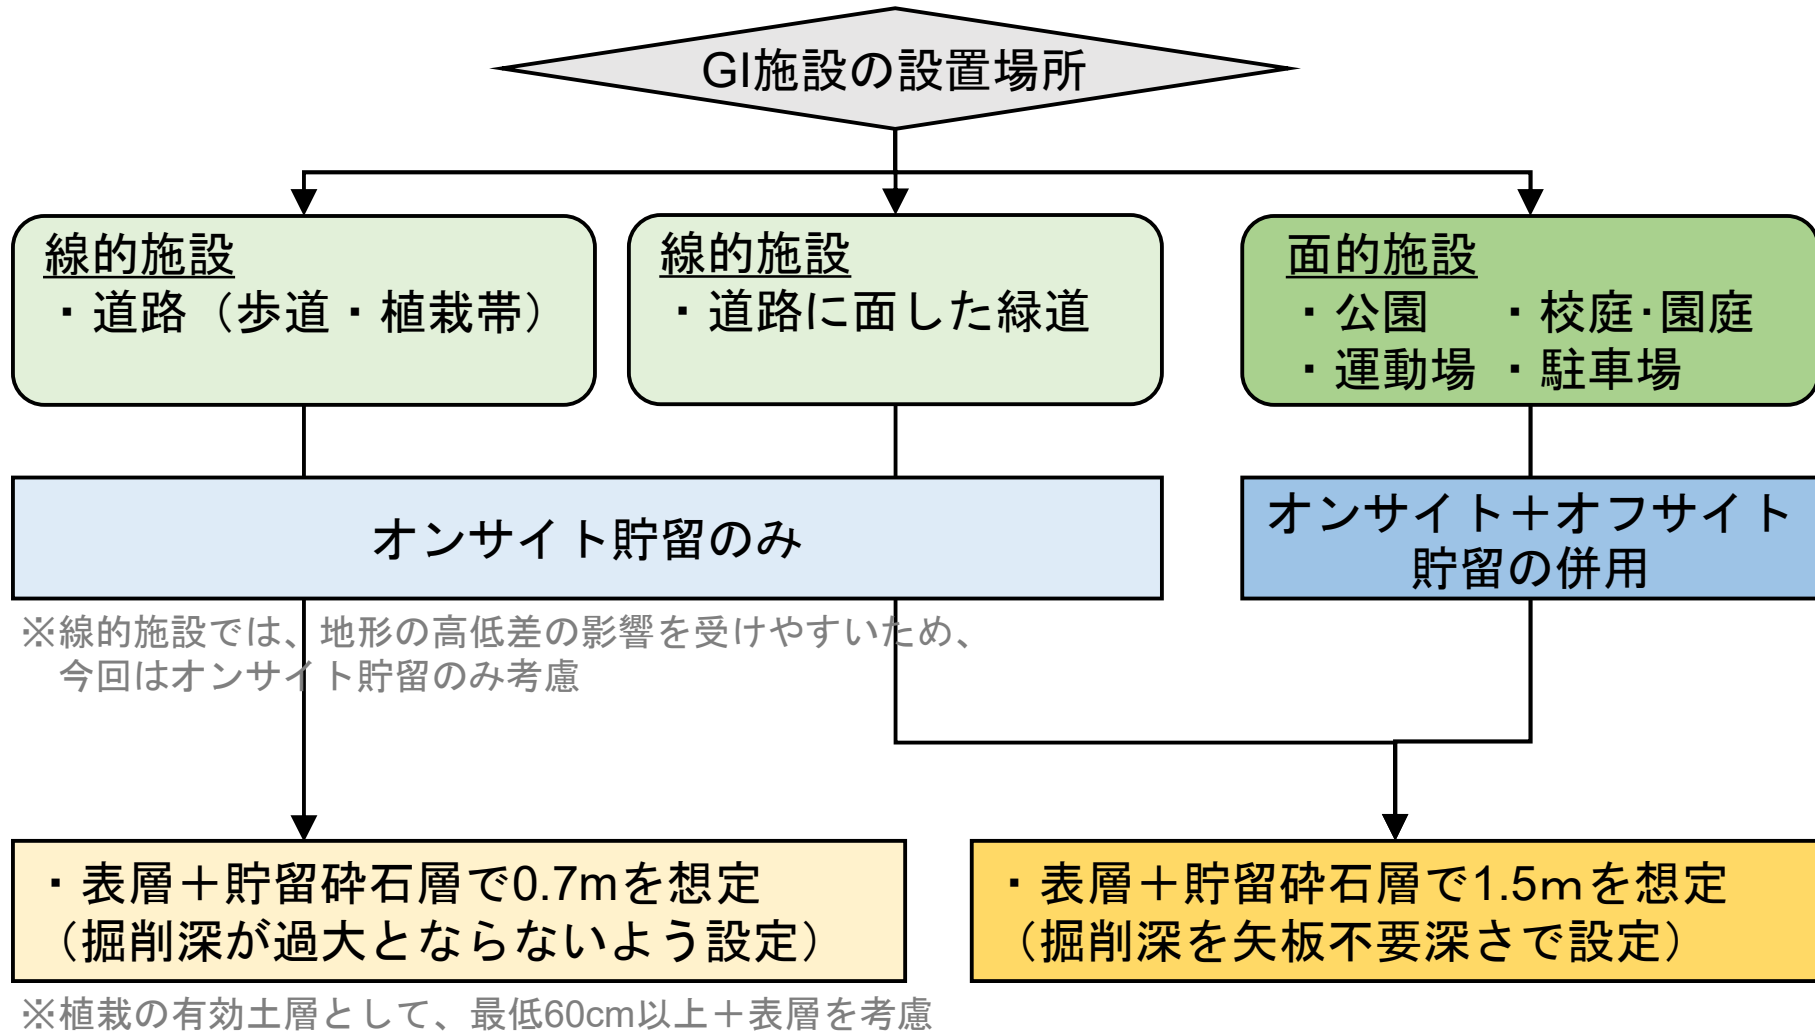 GI施設の設置場所
線的施設
・道路（歩道・植栽帯）
線的施設
・道路に面した緑道
面的施設
・公園　・校庭･園庭
・運動場 ・駐車場
オンサイト貯留のみ
オンサイト＋オフサイト
貯留の併用
※線的施設では、地形の高低差の影響を受けやすいため、
今回はオンサイト貯留のみ考慮
・表層＋貯留砕石層で0.7mを想定
（掘削深が過大とならないよう設定）
・表層＋貯留砕石層で1.5ｍを想定
（掘削深を矢板不要深さで設定）
※植栽の有効土層として、最低60cm以上＋表層を考慮